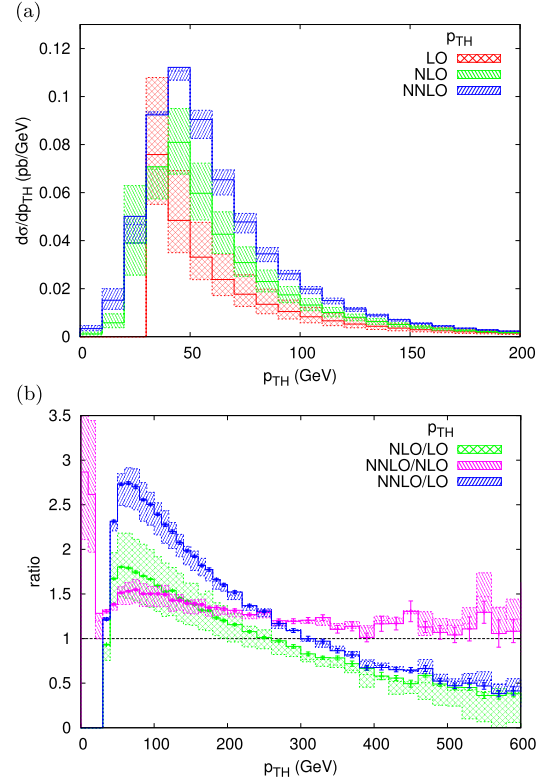 (a)
p_TH
LO
NLO
NNLO
dσ/dp_TH (pb/GeV)
0.12
0.1
0.08
0.06
0.04
0.02
0
0 50 100 150 200
p_TH (GeV)
(b)
p_TH
NLO/LO
NNLO/NLO
NNLO/LO
ratio
3.5
3
2.5
2
1.5
1
0.5
0
0 100 200 300 400 500 600
p_TH (GeV)